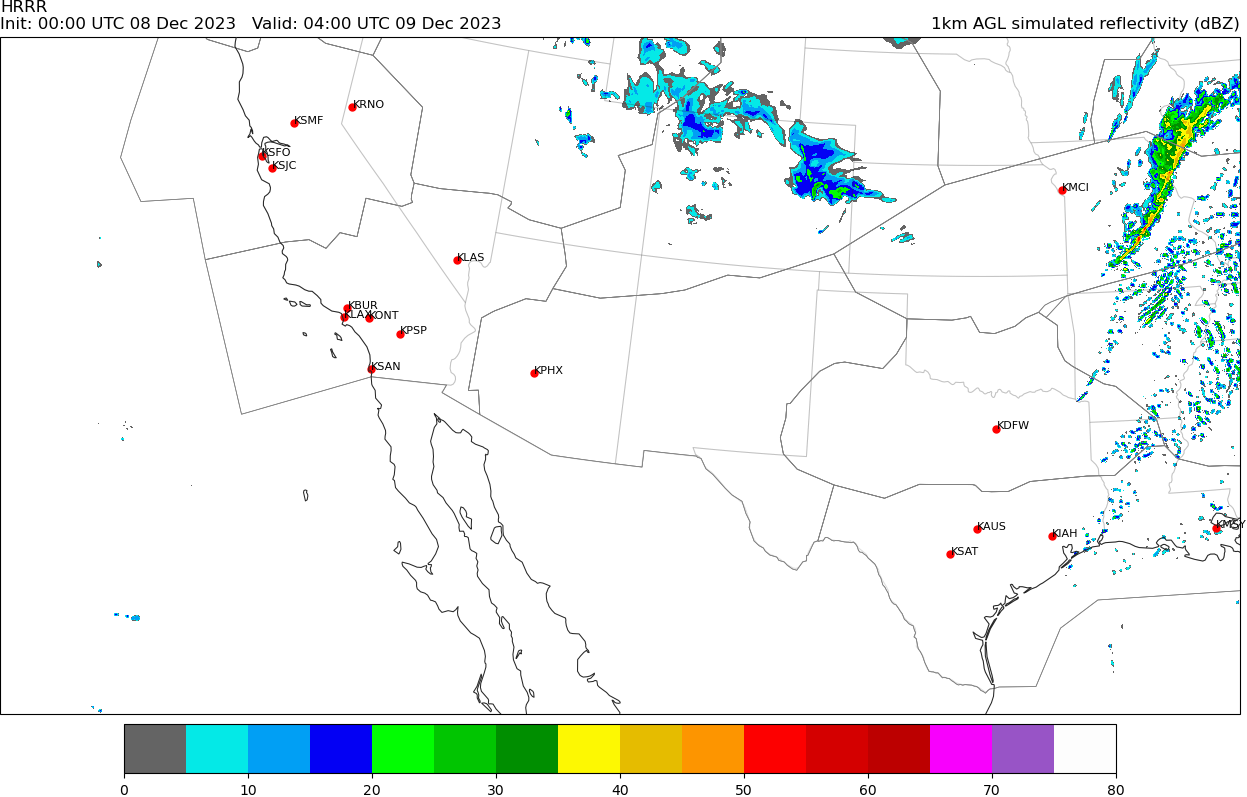 HRRR
Init: 00:00 UTC 08 Dec 2023   Valid: 04:00 UTC 09 Dec 2023
1km AGL simulated reflectivity (dBZ)
KRNO
KSMF
KSFO
KSJC
KMCI
KLAS
KBUR
KLAX
KONT
KPSP
KSAN
KPHX
KDFW
KMSY
KAUS
KIAH
KSAT
0 10 20 30 40 50 60 70 80